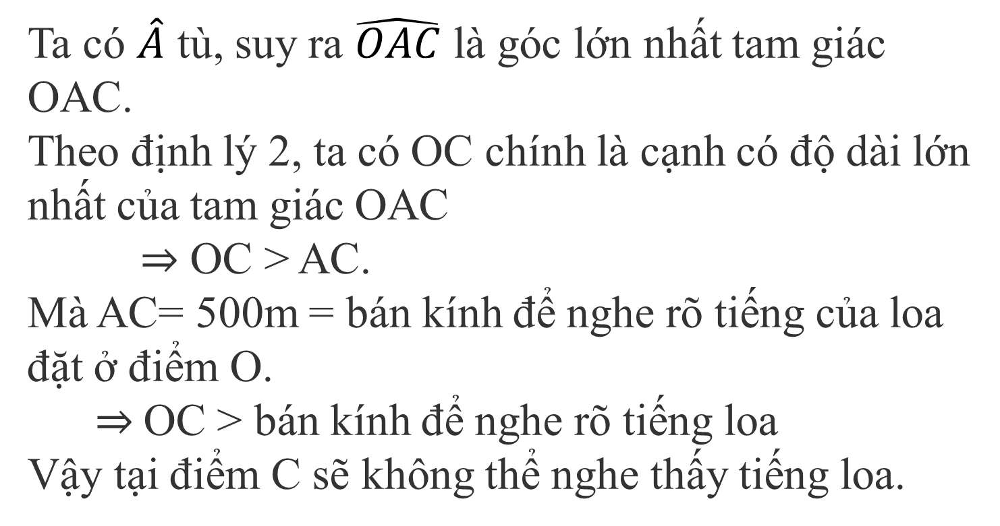 Ta có Â tù, suy ra \widehat{OAC} là góc lớn nhất tam giác
OAC.
Theo định lý 2, ta có OC chính là cạnh có độ dài lớn
nhất của tam giác OAC
⇒ OC > AC.
Mà AC= 500m = bán kính để nghe rõ tiếng của loa
đặt ở điểm O.
⇒ OC > bán kính để nghe rõ tiếng loa
Vậy tại điểm C sẽ không thể nghe thấy tiếng loa.